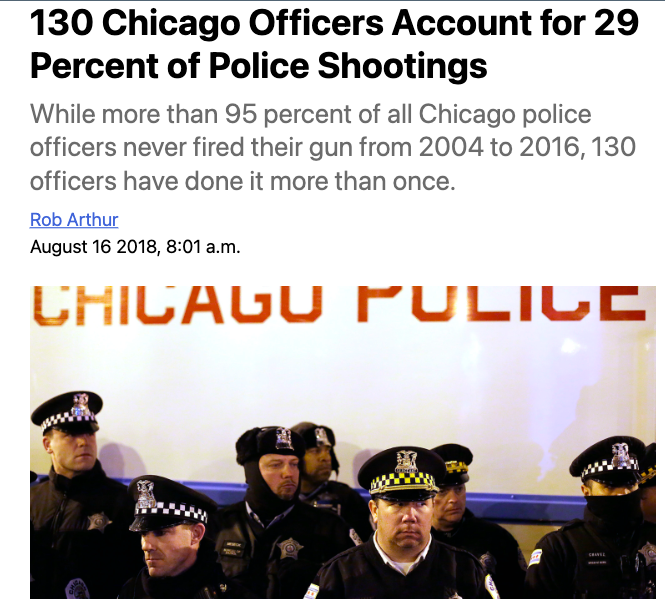 130 Chicago Officers Account for 29
Percent of Police Shootings
While more than 95 percent of all Chicago police
officers never fired their gun from 2004 to 2016, 130
officers have done it more than once.
Rob Arthur
August 16 2018, 8:01 a.m.
CHICAGO POLICE